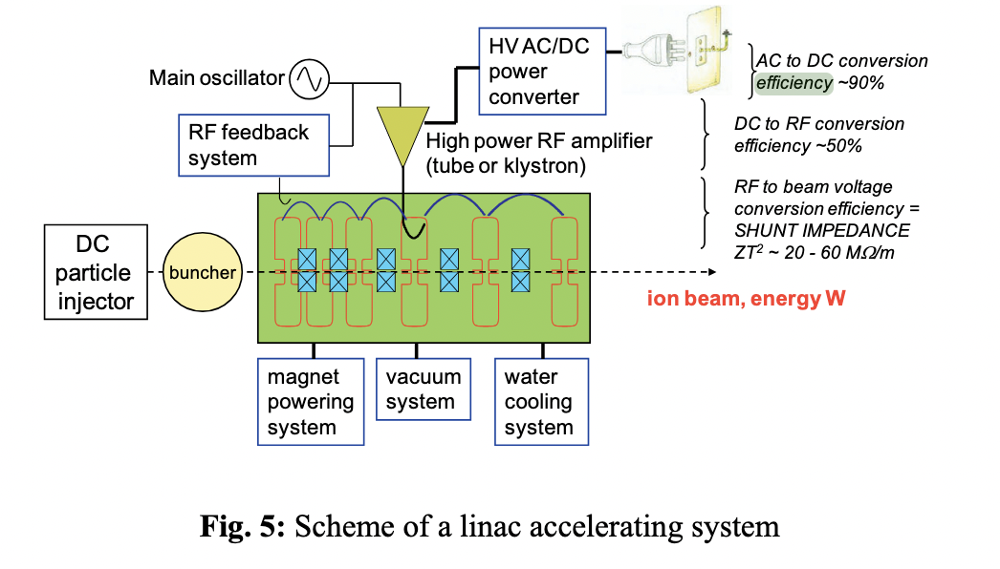 HV AC/DC
power
converter
Main oscillator
RF feedback
system
High power RF amplifier
(tube or klystron)
AC to DC conversion
efficiency ~90%
DC to RF conversion
efficiency ~50%
RF to beam voltage
conversion efficiency =
SHUNT IMPEDANCE
ZT² ~ 20 - 60 MΩ/m
DC
particle
injector
buncher
ion beam, energy W
magnet
powering
system
vacuum
system
water
cooling
system
Fig. 5: Scheme of a linac accelerating system